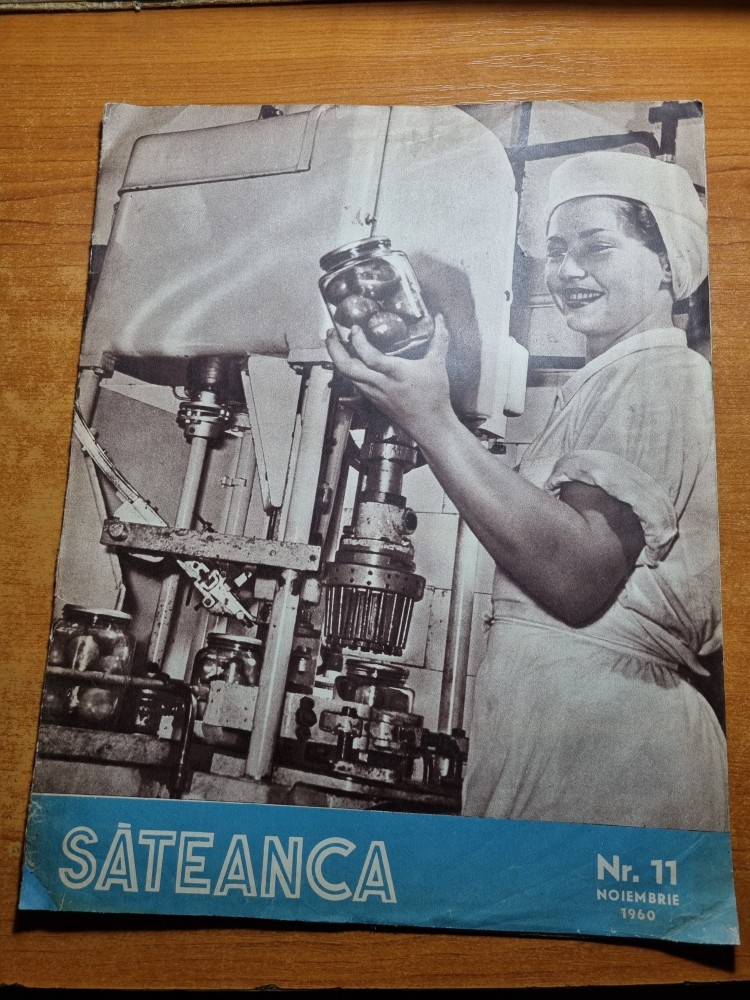 SĂTEANCA
Nr. 11
NOIEMBRIE
1960